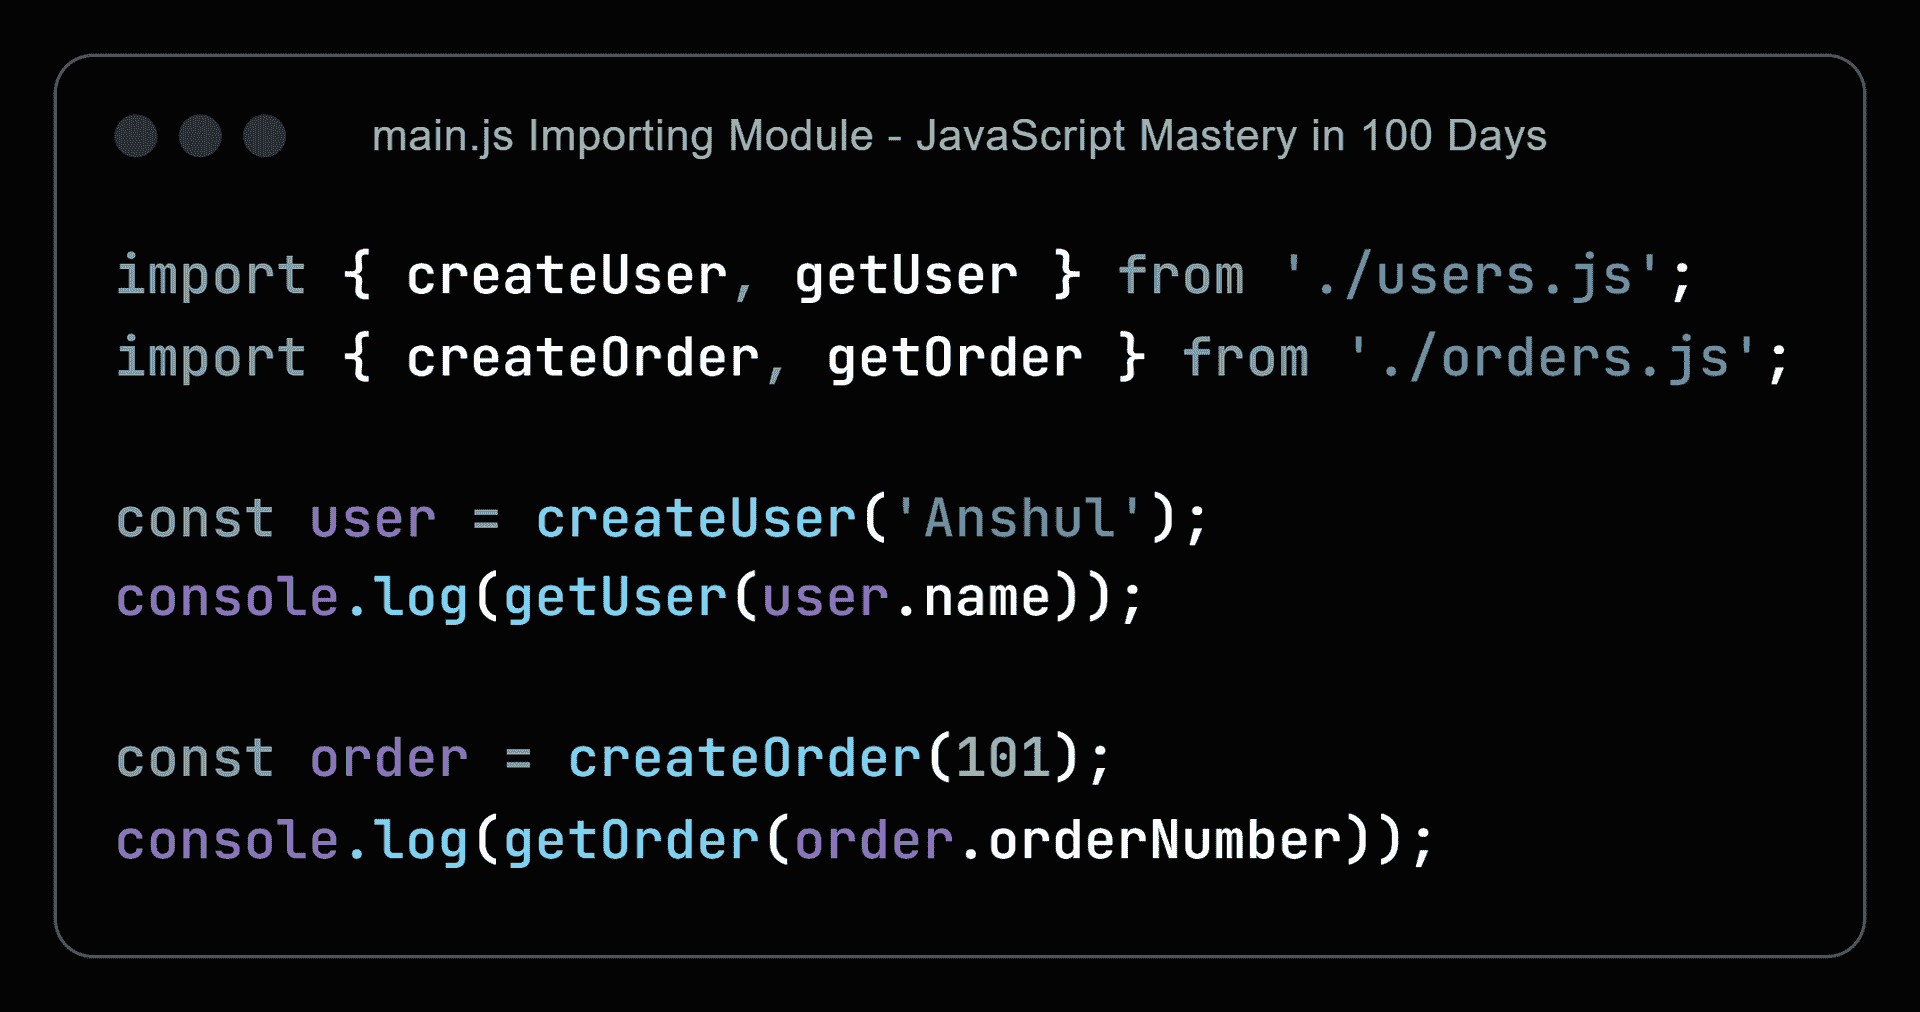 main.js Importing Module - JavaScript Mastery in 100 Days
import { createUser, getUser } from './users.js';
import { createOrder, getOrder } from './orders.js';
const user = createUser('Anshul');
console.log(getUser(user.name));
const order = createOrder(101);
console.log(getOrder(order.orderNumber));